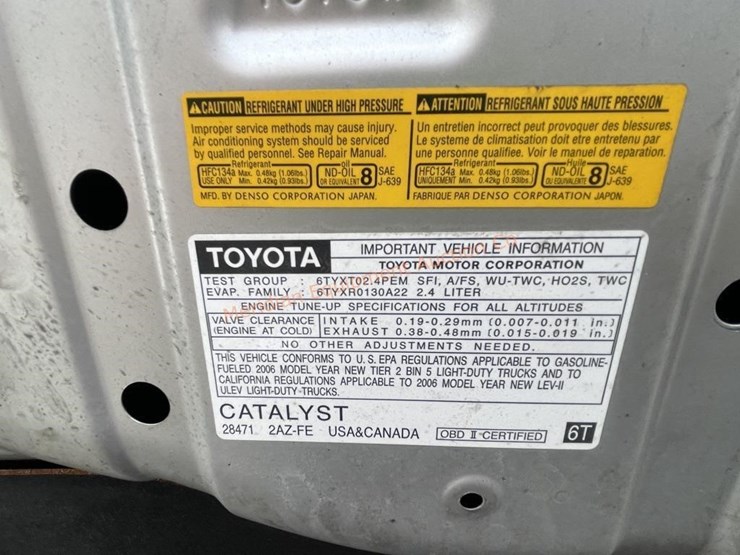 TOYOTA
CAUTION REFRIGERANT UNDER HIGH PRESSURE
Improper service methods may cause injury.
Air conditioning system should be serviced
by qualified personnel. See Repair Manual.
Refrigerant oil
HFC134a Max. 0.48kg (1.06lbs.) ND-OIL 8 SAE
USE ONLY Min. 0.42kg (0.93lbs.) OR EQUIVALENT J-639
MFD. BY DENSO CORPORATION JAPAN.
ATTENTION REFRIGERANT SOUS HAUTE PRESSION
Un entretien incorrect peut provoquer des blessures.
Le systeme de climatisation doit etre entretenu par
une personne qualifiee. Voir le manuel de reparation.
Refrigerant Huile
HFC134a Max. 0.48kg (1.06lbs.) ND-OIL 8 SAE
UNIQUEMENT Min. 0.42kg (0.93lbs.) OU EQUIVALENTE J-639
FABRIQUE PAR DENSO CORPORATION JAPON.
TOYOTA IMPORTANT VEHICLE INFORMATION
TOYOTA MOTOR CORPORATION
TEST GROUP : 6TYXT02.4PEM SFI, A/FS, WU-TWC, HO2S, TWC
EVAP. FAMILY : 6TYXR0130A22 2.4 LITER
ENGINE TUNE-UP SPECIFICATIONS FOR ALL ALTITUDES
VALVE CLEARANCE INTAKE 0.19-0.29mm (0.007-0.011 in.)
(ENGINE AT COLD) EXHAUST 0.38-0.48mm (0.015-0.019 in.)
NO OTHER ADJUSTMENTS NEEDED.
THIS VEHICLE CONFORMS TO U.S.EPA REGULATIONS APPLICABLE TO GASOLINE-
FUELED 2006 MODEL YEAR NEW TIER 2 BIN 5 LIGHT-DUTY TRUCKS AND TO
CALIFORNIA REGULATIONS APPLICABLE TO 2006 MODEL YEAR NEW LEV-II
ULEV LIGHT-DUTY-TRUCKS.
CATALYST
28471 2AZ-FE USA&CANADA OBD II CERTIFIED 6T